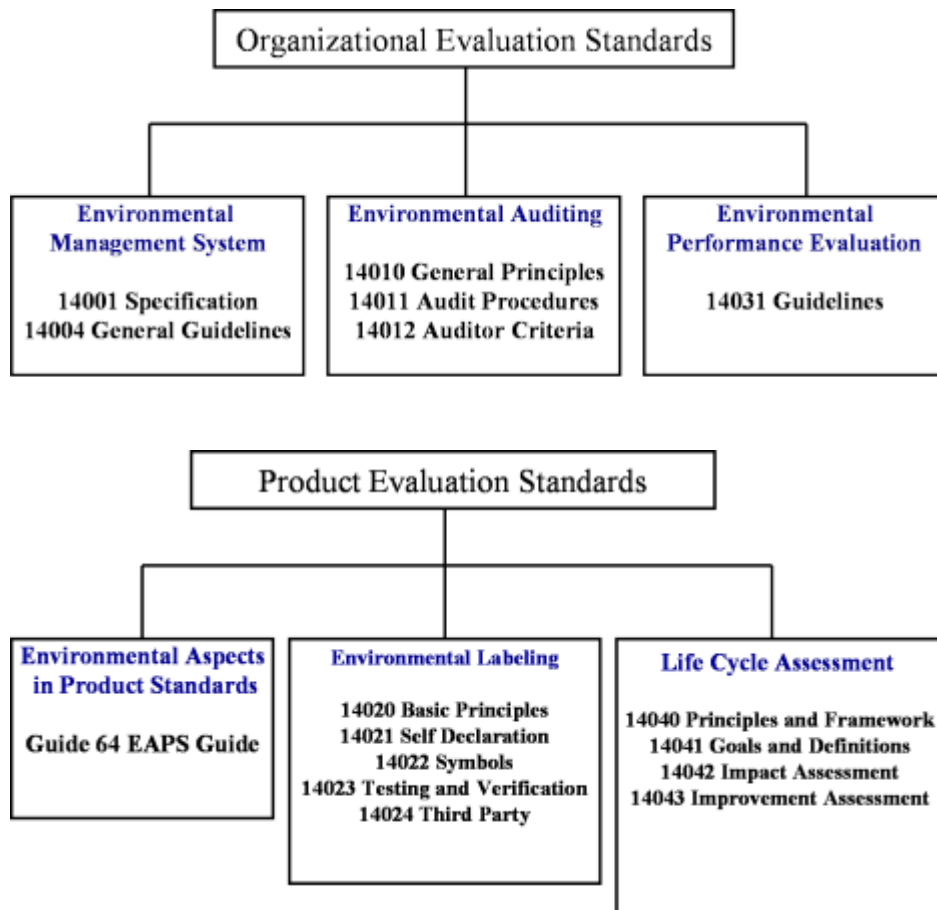 Organizational Evaluation Standards
Environmental
Management System
14001 Specification
14004 General Guidelines
Environmental Auditing
14010 General Principles
14011 Audit Procedures
14012 Auditor Criteria
Environmental
Performance Evaluation
14031 Guidelines
Product Evaluation Standards
Environmental Aspects
in Product Standards
Guide 64 EAPS Guide
Environmental Labeling
14020 Basic Principles
14021 Self Declaration
14022 Symbols
14023 Testing and Verification
14024 Third Party
Life Cycle Assessment
14040 Principles and Framework
14041 Goals and Definitions
14042 Impact Assessment
14043 Improvement Assessment